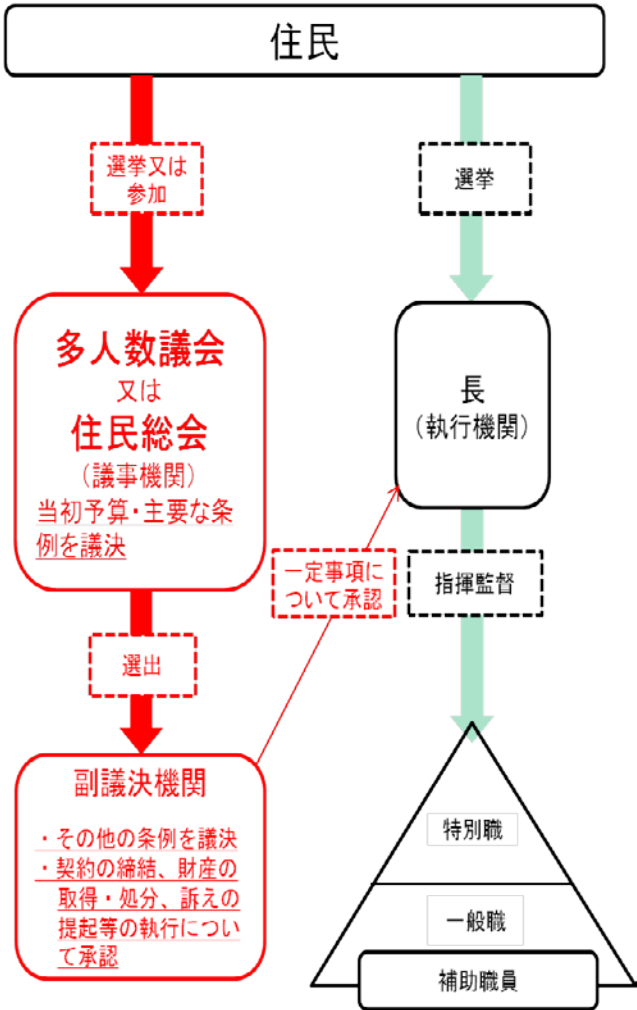 住民
選挙又は
参加
選挙
多人数議会
又は
住民総会
（議事機関）
当初予算・主要な条
例を議決
長
（執行機関）
一定事項に
ついて承認
指揮監督
選出
副議決機関
・その他の条例を議決
・契約の締結、財産の
取得・処分、訴えの
提起等の執行につい
て承認
特別職
一般職
補助職員